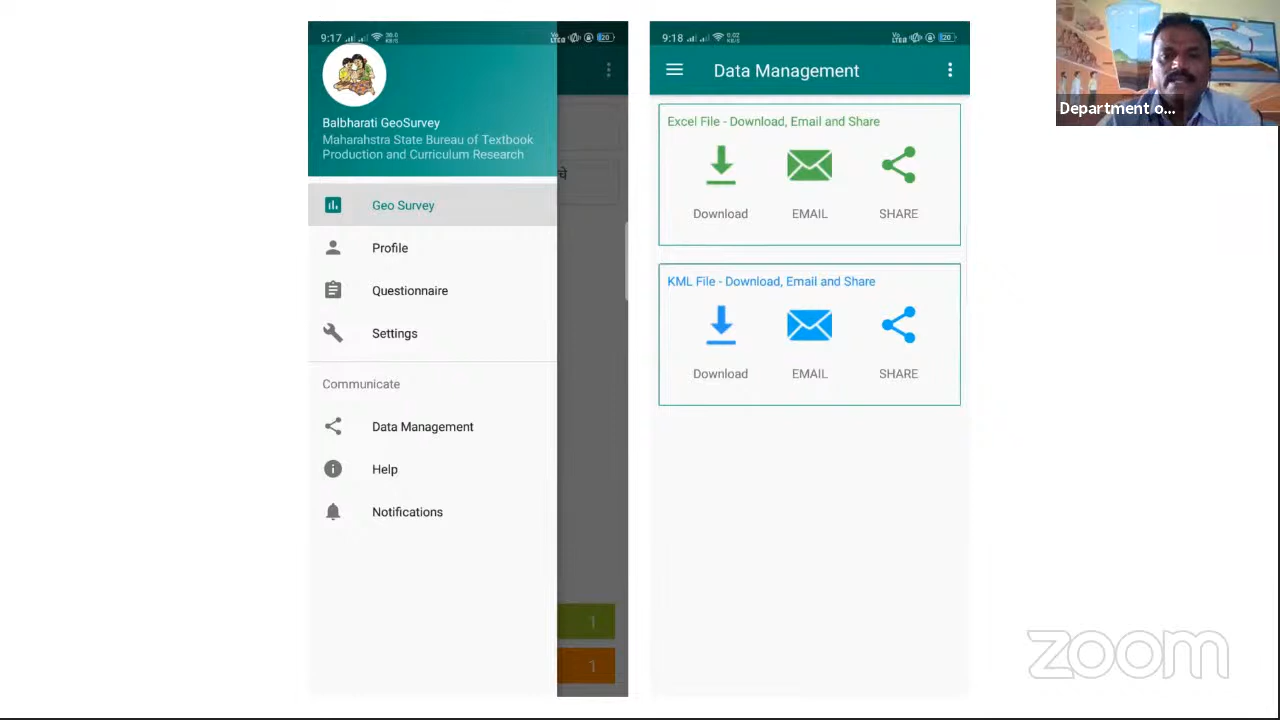 9:17
Balbharati GeoSurvey
Maharahstra State Bureau of Textbook
Production and Curriculum Research
Geo Survey
Profile
Questionnaire
Settings
Communicate
Data Management
Help
Notifications
चे
1
1
9:18
Data Management
Excel File - Download, Email and Share
Download EMAIL SHARE
KML File - Download, Email and Share
Download EMAIL SHARE
Department o...
zoom